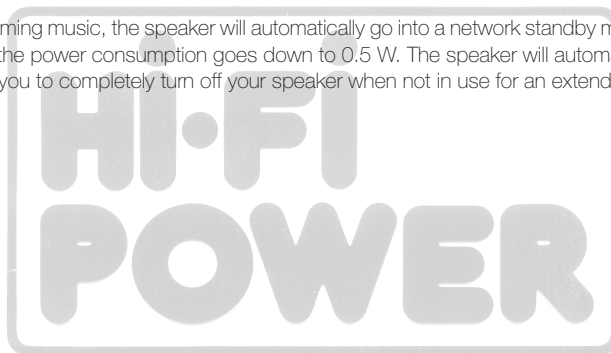 ming music, the speaker will automatically go into a network standby m
the power consumption goes down to 0.5 W. The speaker will autom
you to completely turn off your speaker when not in use for an extend
Hi-Fi
POWER